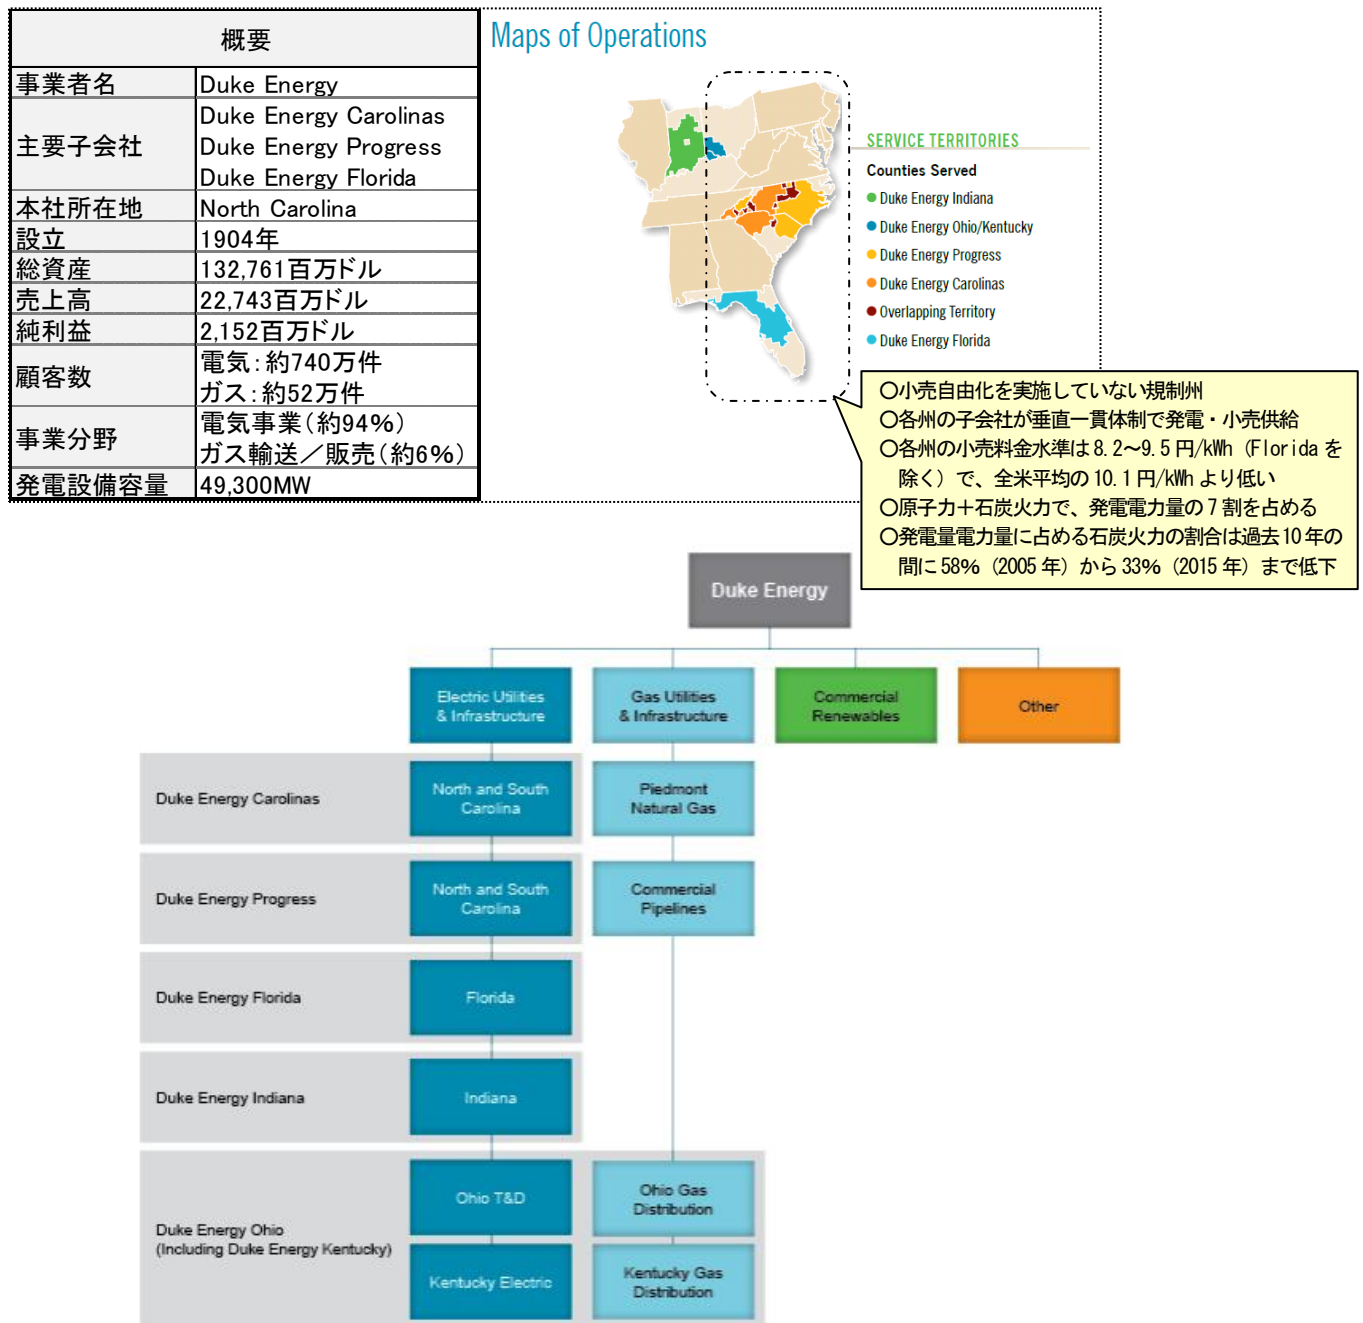 概要
事業者名 Duke Energy
主要子会社 Duke Energy Carolinas
Duke Energy Progress
Duke Energy Florida
本社所在地 North Carolina
設立 1904年
総資産 132,761百万ドル
売上高 22,743百万ドル
純利益 2,152百万ドル
顧客数 電気:約740万件
ガス:約52万件
事業分野 電気事業(約94%)
ガス輸送/販売(約6%)
発電設備容量 49,300MW
Maps of Operations
SERVICE TERRITORIES
Counties Served
Duke Energy Indiana
Duke Energy Ohio/Kentucky
Duke Energy Progress
Duke Energy Carolinas
Overlapping Territory
Duke Energy Florida
〇小売自由化を実施していない規制州
〇各州の子会社が垂直一貫体制で発電・小売供給
〇各州の小売料金水準は8.2~9.5円/kWh(Floridaを
除く)で、全米平均の10.1円/kWhより低い
〇原子力+石炭火力で、発電電力量の7割を占める
〇発電量電力量に占める石炭火力の割合は過去10年の
間に58%(2005年)から33%(2015年)まで低下
Duke Energy
Electric Utilities
& Infrastructure
Gas Utilities
& Infrastructure
Commercial
Renewables
Other
Duke Energy Carolinas
North and South
Carolina
Piedmont
Natural Gas
Duke Energy Progress
North and South
Carolina
Commercial
Pipelines
Duke Energy Florida
Florida
Duke Energy Indiana
Indiana
Duke Energy Ohio
(Including Duke Energy Kentucky)
Ohio T&D
Ohio Gas
Distribution
Kentucky Electric
Kentucky Gas
Distribution